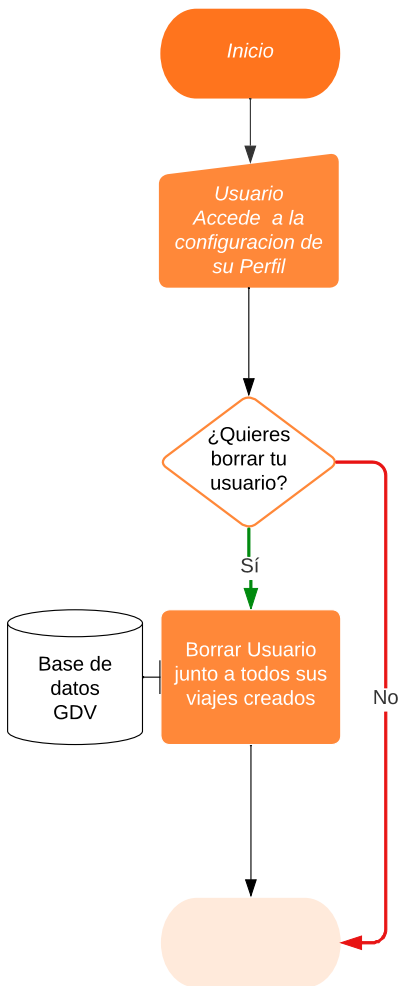 Inicio
Usuario
Accede a la
configuracion de
su Perfil
¿Quieres
borrar tu
usuario?
Sí
Borrar Usuario
junto a todos sus
viajes creados
Base de
datos
GDV
No